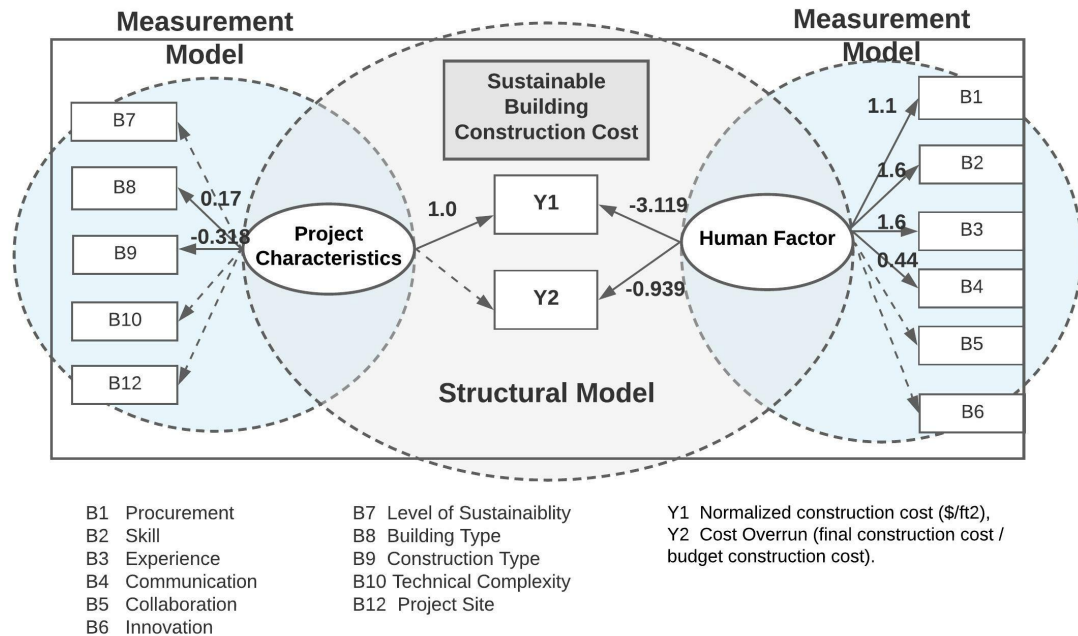 Measurement
Model
Measurement
Model
Sustainable
Building
Construction Cost
B7
B8
B9
B10
B12
0.17
-0.318
Project
Characteristics
1.0
Y1
Y2
-3.119
-0.939
Human Factor
1.1
1.6
1.6
0.44
B1
B2
B3
B4
B5
B6
Structural Model
B1 Procurement
B2 Skill
B3 Experience
B4 Communication
B5 Collaboration
B6 Innovation
B7 Level of Sustainaiblity
B8 Building Type
B9 Construction Type
B10 Technical Complexity
B12 Project Site
Y1 Normalized construction cost ($/ft2),
Y2 Cost Overrun (final construction cost /
budget construction cost).